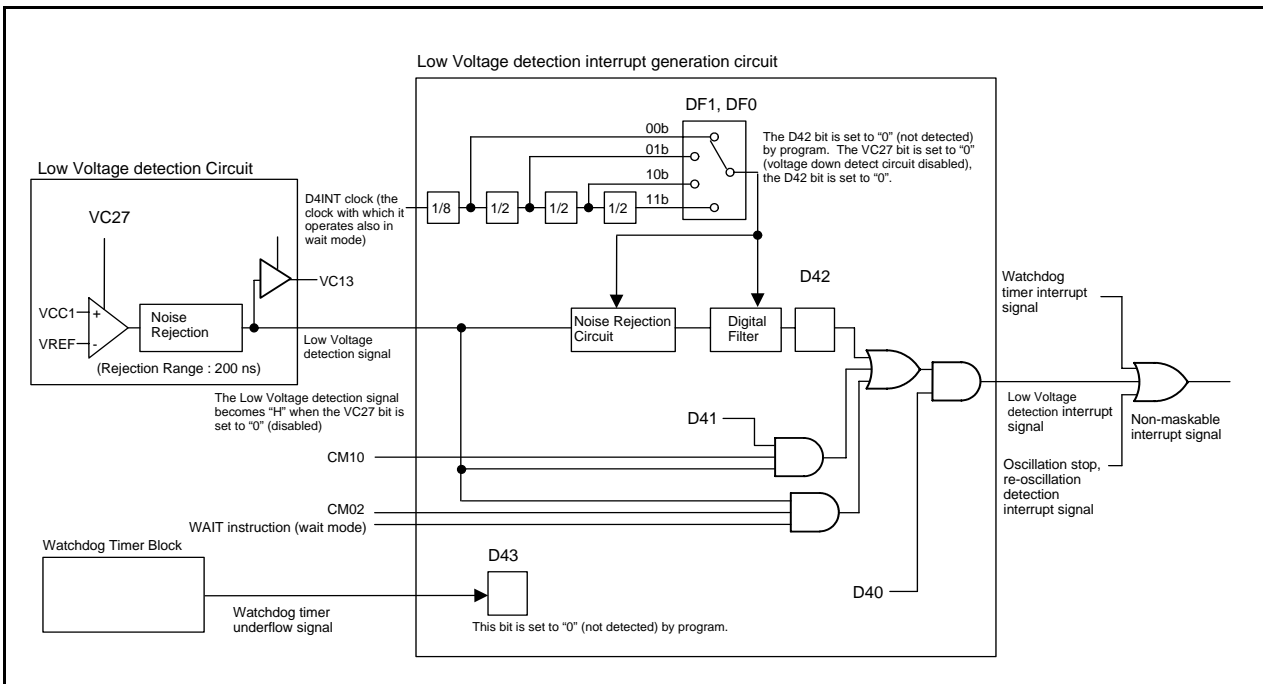 Low Voltage detection interrupt generation circuit
DF1, DF0
00b
01b
10b
11b
The D42 bit is set to “0” (not detected)
by program. The VC27 bit is set to “0”
(voltage down detect circuit disabled),
the D42 bit is set to “0”.
Low Voltage detection Circuit
VC27
D4INT clock (the
clock with which it
operates also in
wait mode)
1/8
1/2
1/2
1/2
VC13
VCC1
+
VREF
-
Noise
Rejection
(Rejection Range : 200 ns)
Low Voltage
detection signal
The Low Voltage detection signal
becomes “H” when the VC27 bit is
set to “0” (disabled)
Noise Rejection
Circuit
Digital
Filter
D42
Watchdog
timer interrupt
signal
Low Voltage
detection interrupt
signal
Non-maskable
interrupt signal
Oscillation stop,
re-oscillation
detection
interrupt signal
D41
CM10
CM02
WAIT instruction (wait mode)
D40
Watchdog Timer Block
Watchdog timer
underflow signal
D43
This bit is set to “0” (not detected) by program.